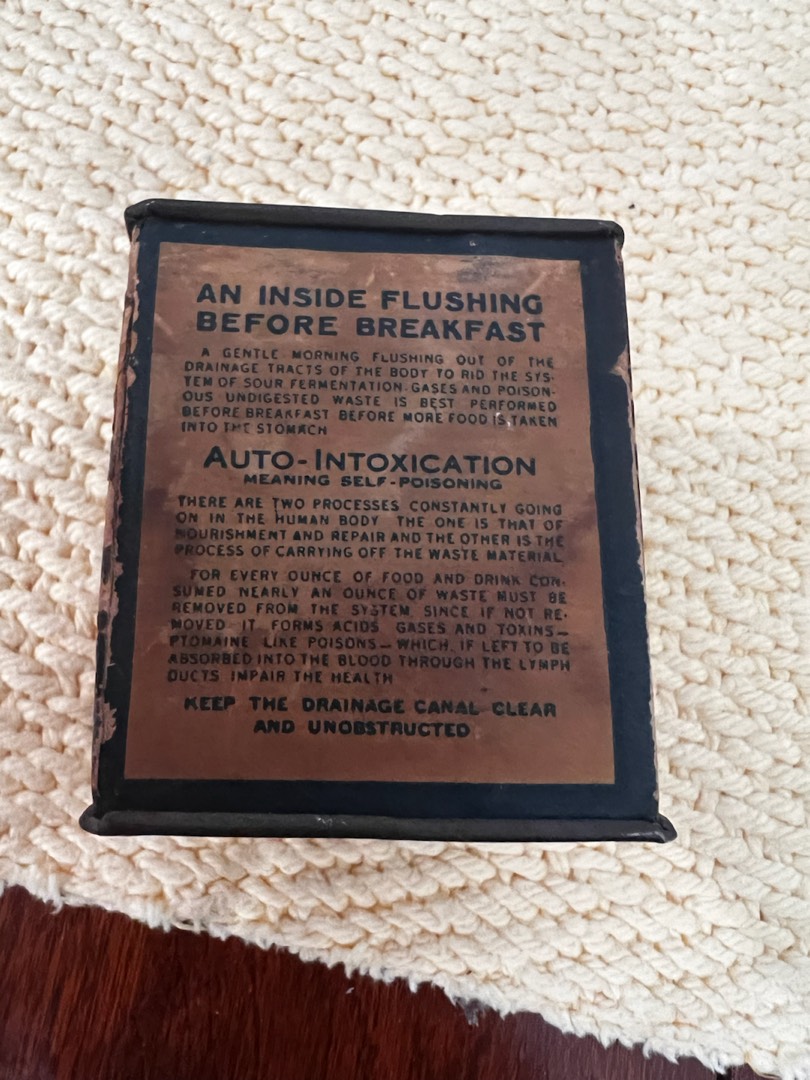 AN INSIDE FLUSHING
BEFORE BREAKFAST
A GENTLE MORNING FLUSHING OUT OF THE
DRAINAGE TRACTS OF THE BODY TO RID THE SYS-
TEM OF SOUR FERMENTATION. GASES AND POISON-
OUS UNDIGESTED WASTE IS BEST PERFORMED
BEFORE BREAKFAST BEFORE MORE FOOD IS TAKEN
INTO THE STOMACH
AUTO-INTOXICATION
MEANING SELF-POISONING
THERE ARE TWO PROCESSES CONSTANTLY GOING
ON IN THE HUMAN BODY THE ONE IS THAT OF
NOURISHMENT AND REPAIR AND THE OTHER IS THE
PROCESS OF CARRYING OFF THE WASTE MATERIAL
FOR EVERY OUNCE OF FOOD AND DRINK CON-
SUMED NEARLY AN OUNCE OF WASTE MUST BE
REMOVED FROM THE SYSTEM, SINCE IF NOT RE-
MOVED IT FORMS ACIDS GASES AND TOXINS—
PTOMAINE LIKE POISONS—WHICH, IF LEFT TO BE
ABSORBED INTO THE BLOOD THROUGH THE LYMPH
DUCTS IMPAIR THE HEALTH
KEEP THE DRAINAGE CANAL CLEAR
AND UNOBSTRUCTED